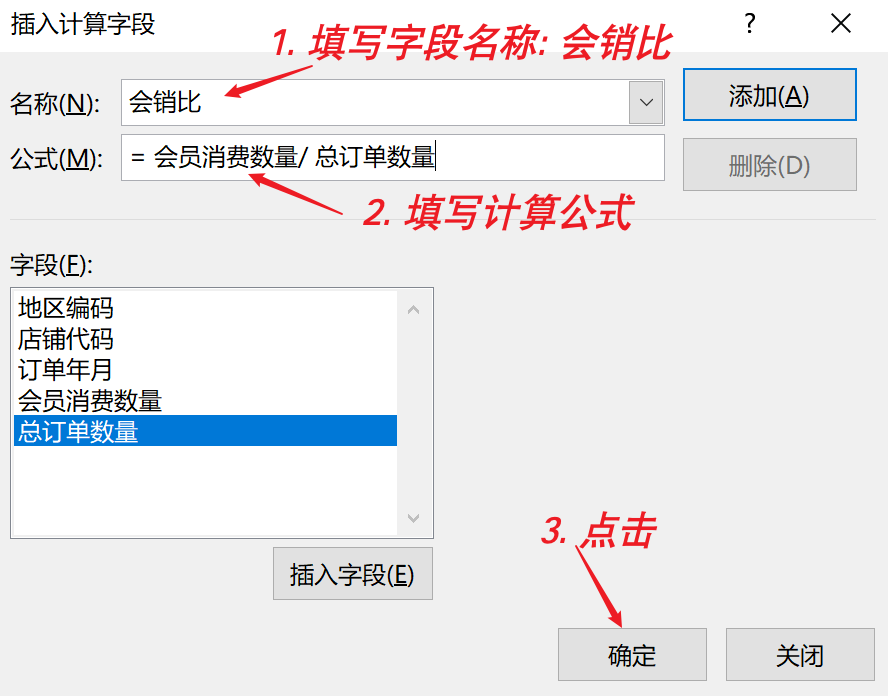 插入计算字段
?
1. 填写字段名称: 会销比
名称(N):
会销比
添加(A)
公式(M):
= 会员消费数量/ 总订单数量
删除(D)
2. 填写计算公式
字段(F):
地区编码
店铺代码
订单年月
会员消费数量
总订单数量
插入字段(E)
3. 点击
确定
关闭